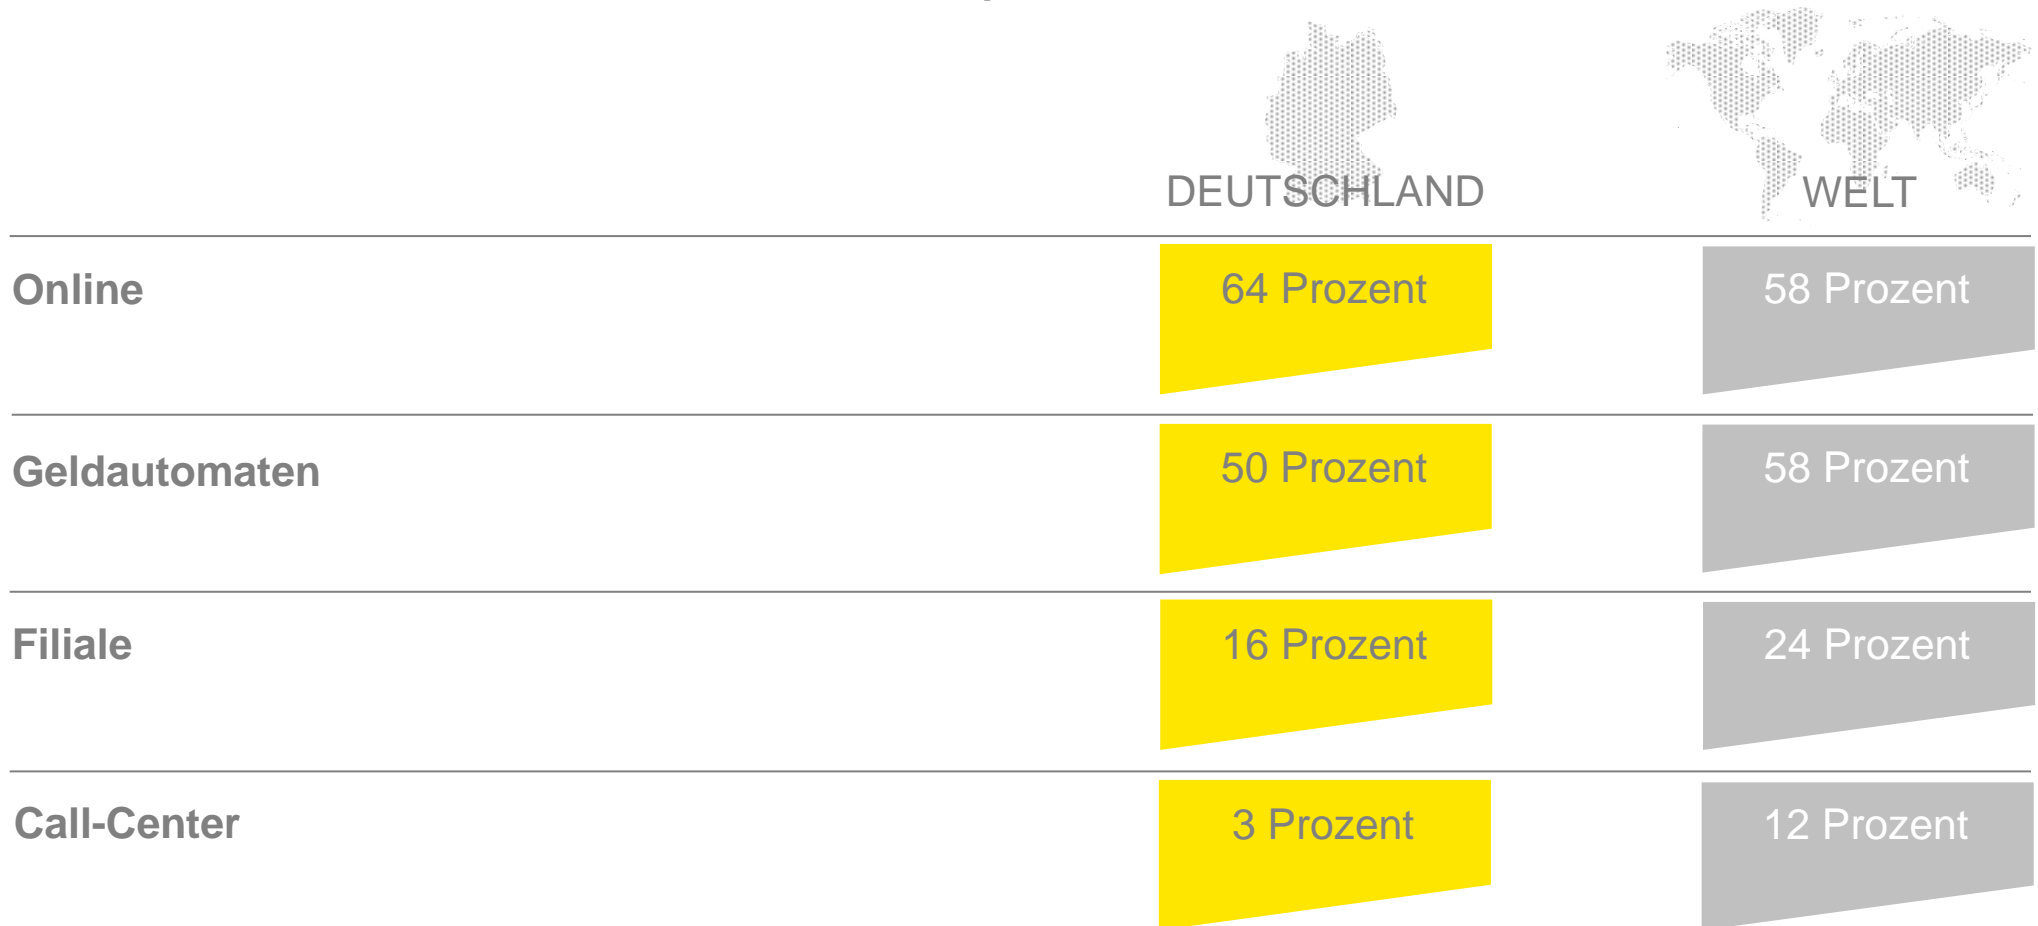 DEUTSCHLAND WELT
Online 64 Prozent 58 Prozent
Geldautomaten 50 Prozent 58 Prozent
Filiale 16 Prozent 24 Prozent
Call-Center 3 Prozent 12 Prozent